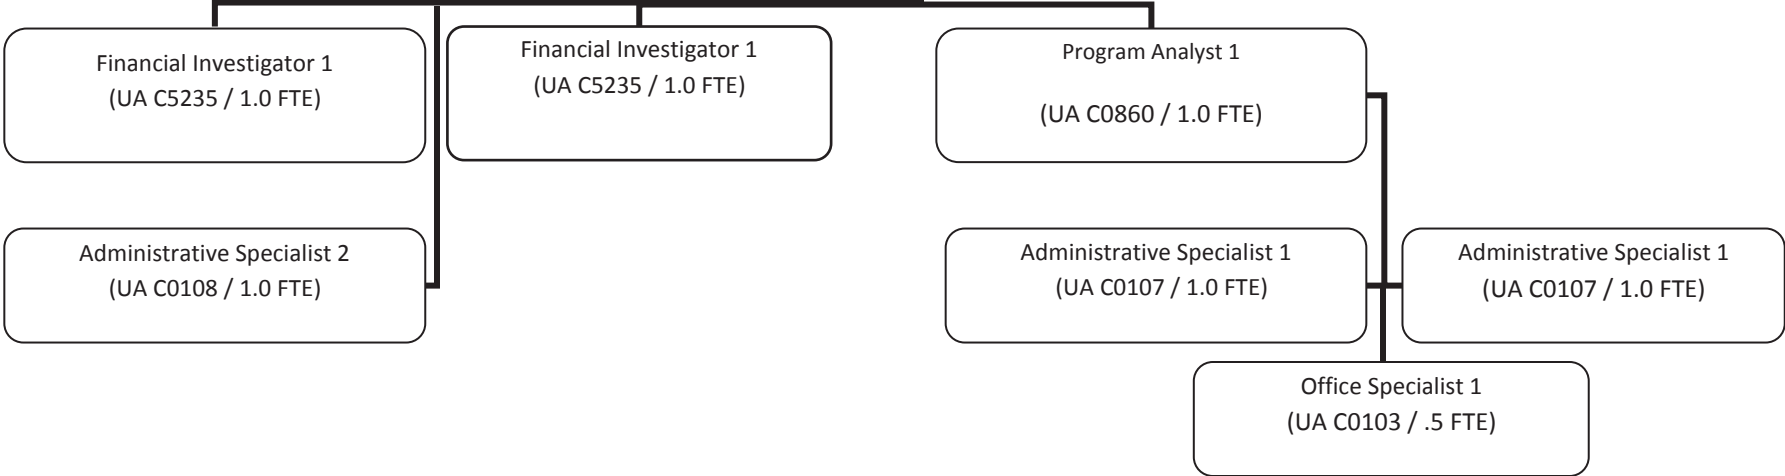 Financial Investigator 1
(UA C5235 / 1.0 FTE)
Financial Investigator 1
(UA C5235 / 1.0 FTE)
Program Analyst 1
(UA C0860 / 1.0 FTE)
Administrative Specialist 2
(UA C0108 / 1.0 FTE)
Administrative Specialist 1
(UA C0107 / 1.0 FTE)
Administrative Specialist 1
(UA C0107 / 1.0 FTE)
Office Specialist 1
(UA C0103 / .5 FTE)